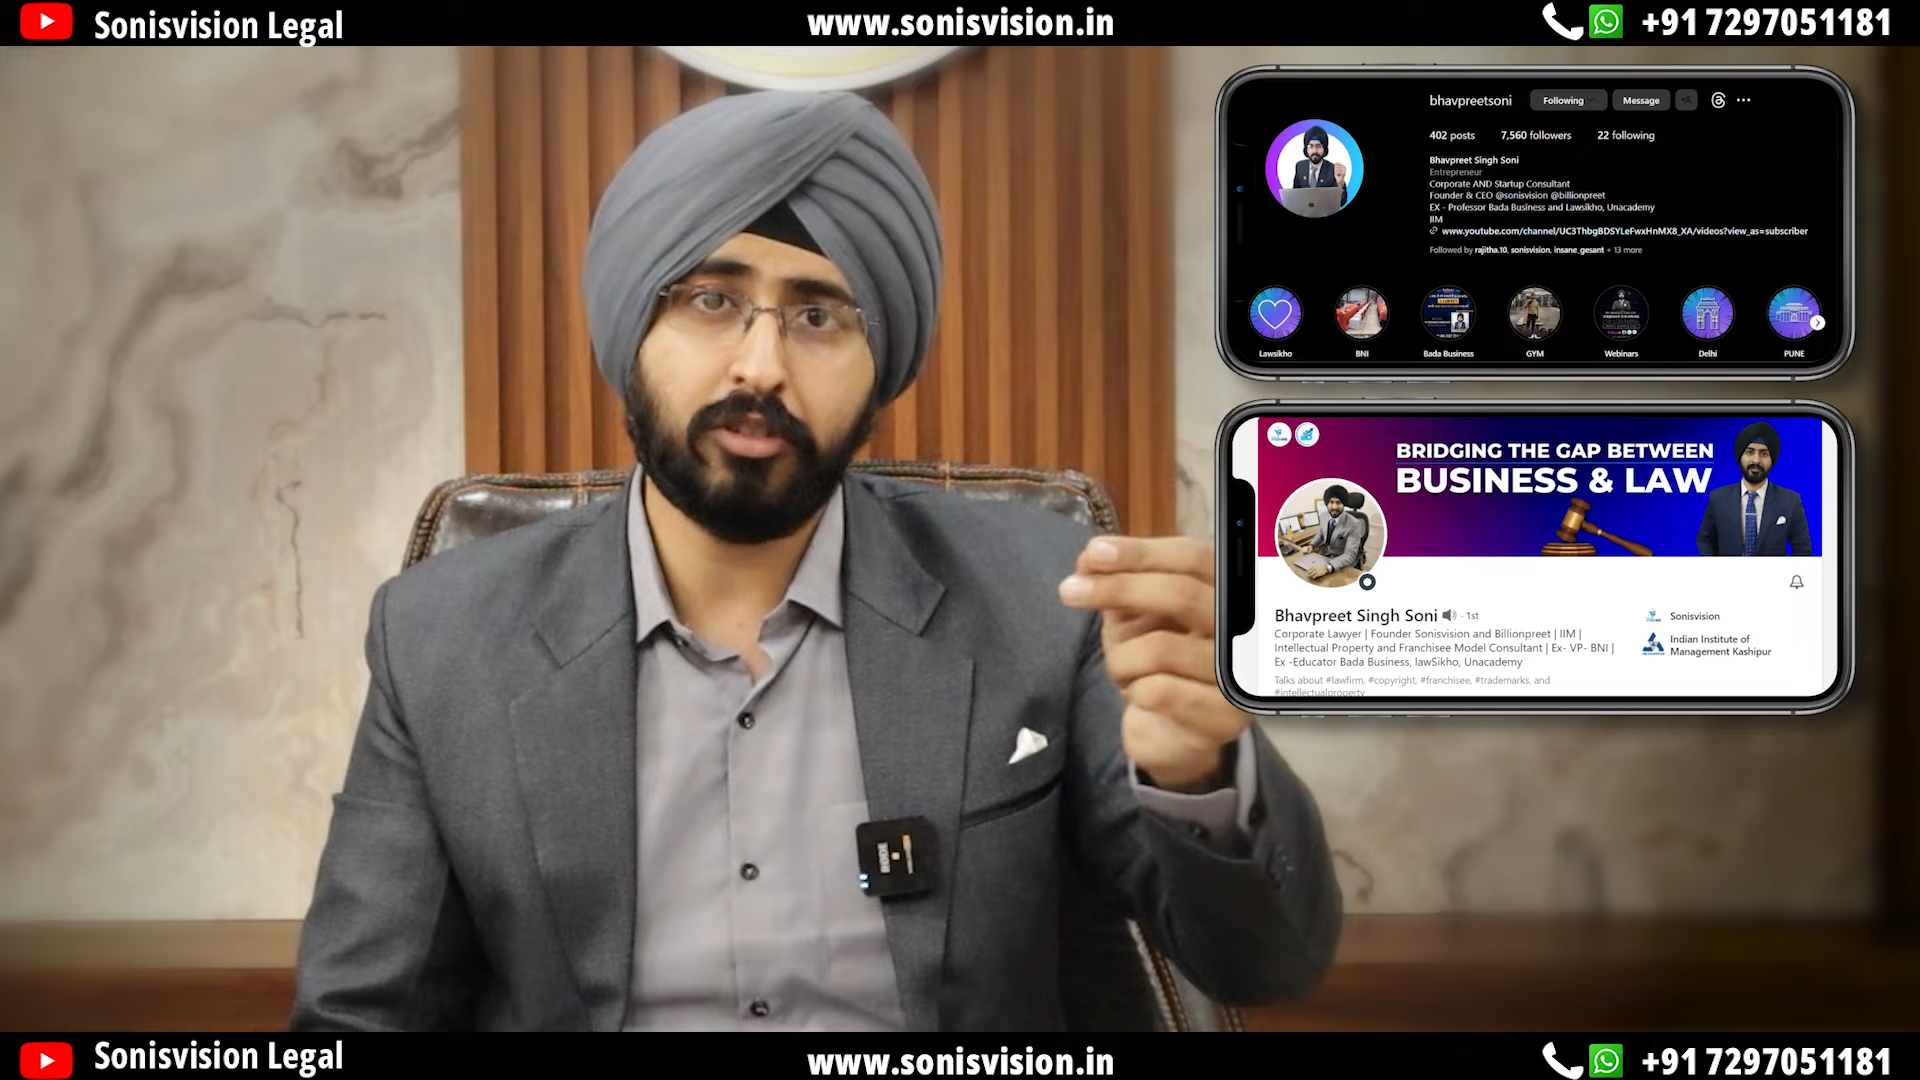 Sonisvision Legal
www.sonisvision.in
+91 7297051181
bhavpreetsoni
Following
Message
402 posts
7,560 followers
22 following
Bhavpreet Singh Soni
Entrepreneur
Corporate AND Startup Consultant
Founder & CEO @sonisvision @billionpreet
EX - Professor Bada Business and Lawsikho, Unacademy
IIM
www.youtube.com/channel/UC3ThbgBDSYLeFwxHnMX8_XA/videos?view_as=subscriber
Followed by rajitha.10, sonisvision, insane_gesant + 13 more
Lawsikho
BNI
Bada Business
GYM
Webinars
Delhi
PUNE
BRIDGING THE GAP BETWEEN
BUSINESS & LAW
Bhavpreet Singh Soni · 1st
Corporate Lawyer | Founder Sonisvision and Billionpreet | IIM |
Intellectual Property and Franchisee Model Consultant | Ex- VP- BNI |
Ex -Educator Bada Business, lawSikho, Unacademy
Talks about #lawfirm, #copyright, #franchisee, #trademarks, and
#intellectualproperty
Sonisvision
Indian Institute of
Management Kashipur
RODE
Sonisvision Legal
www.sonisvision.in
+91 7297051181